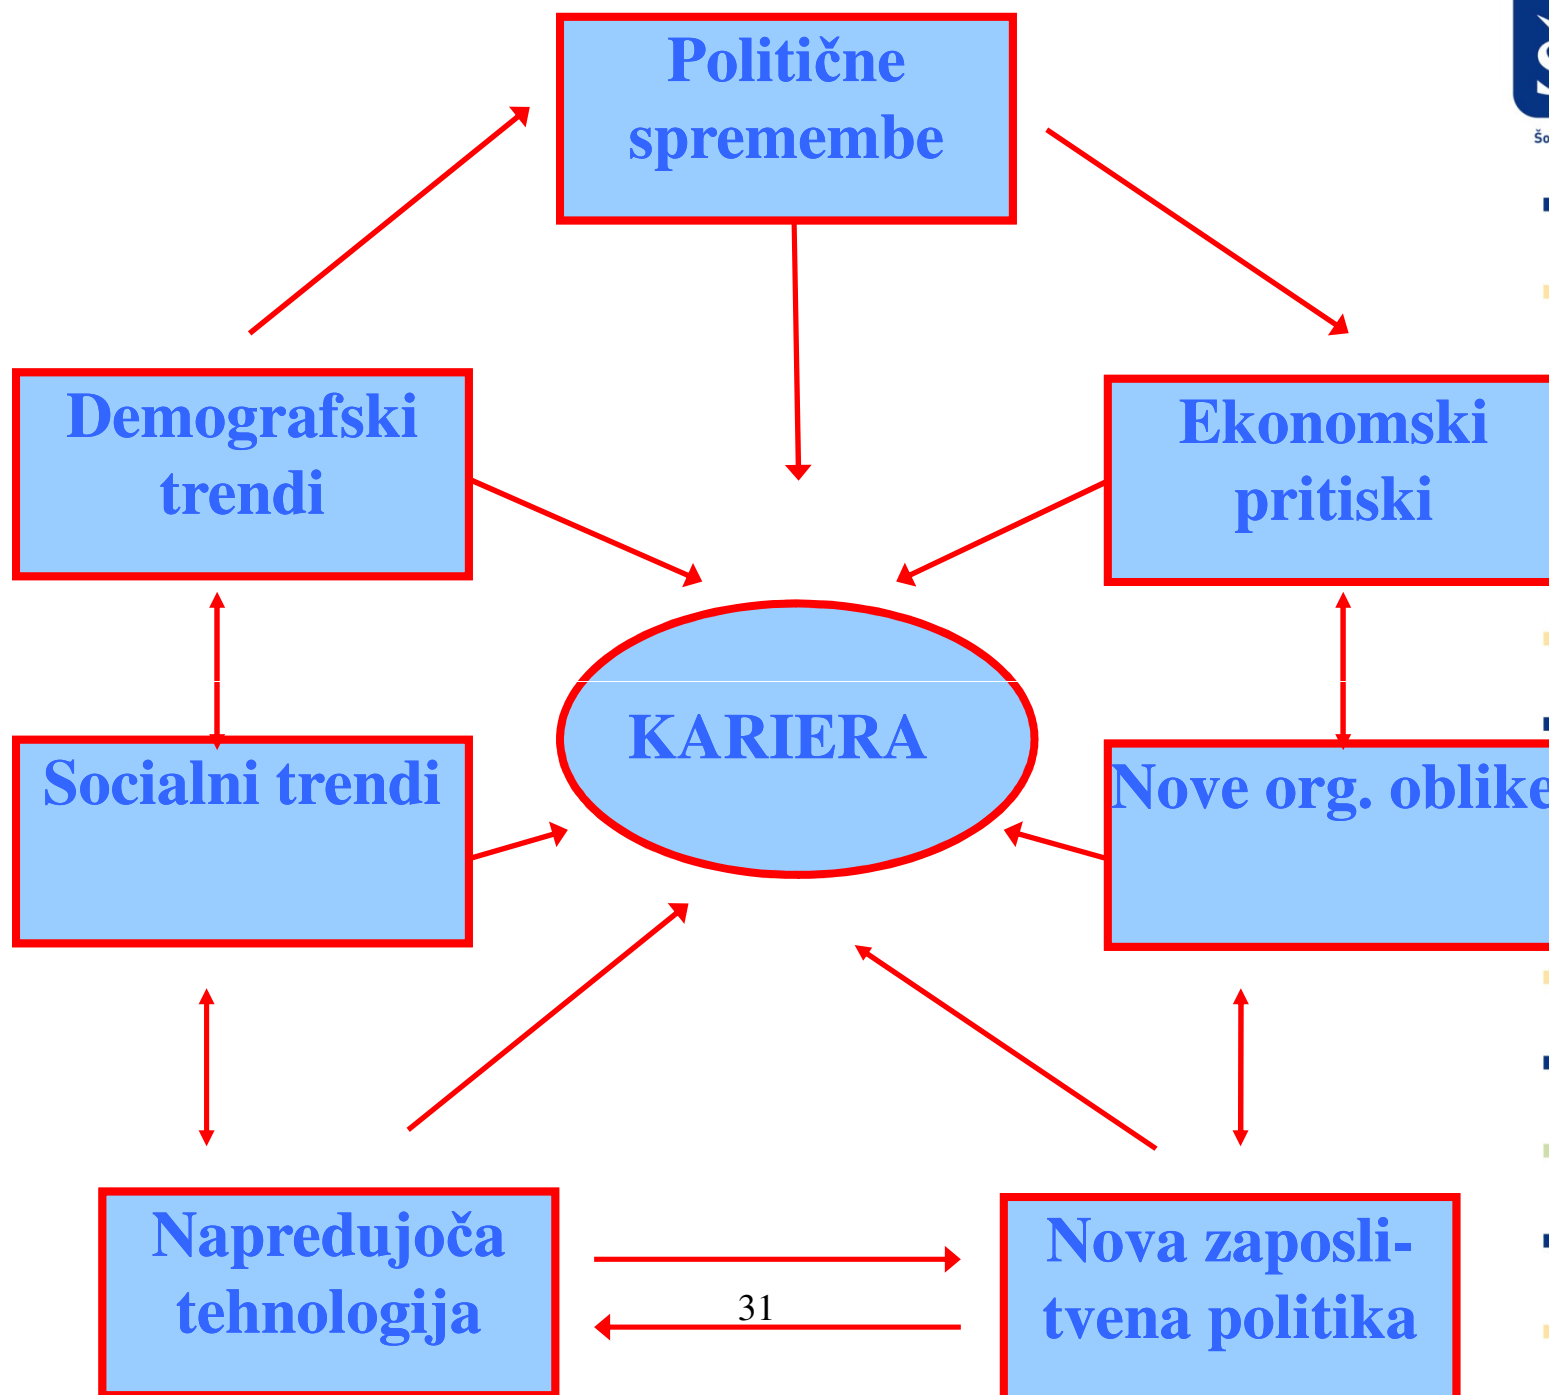 Politične
spremembe
Demografski
trendi
Ekonomski
pritiski
KARIERA
Socialni trendi
Nove org. oblike
Napredujoča
tehnologija
31
Nova zaposli-
tvena politika